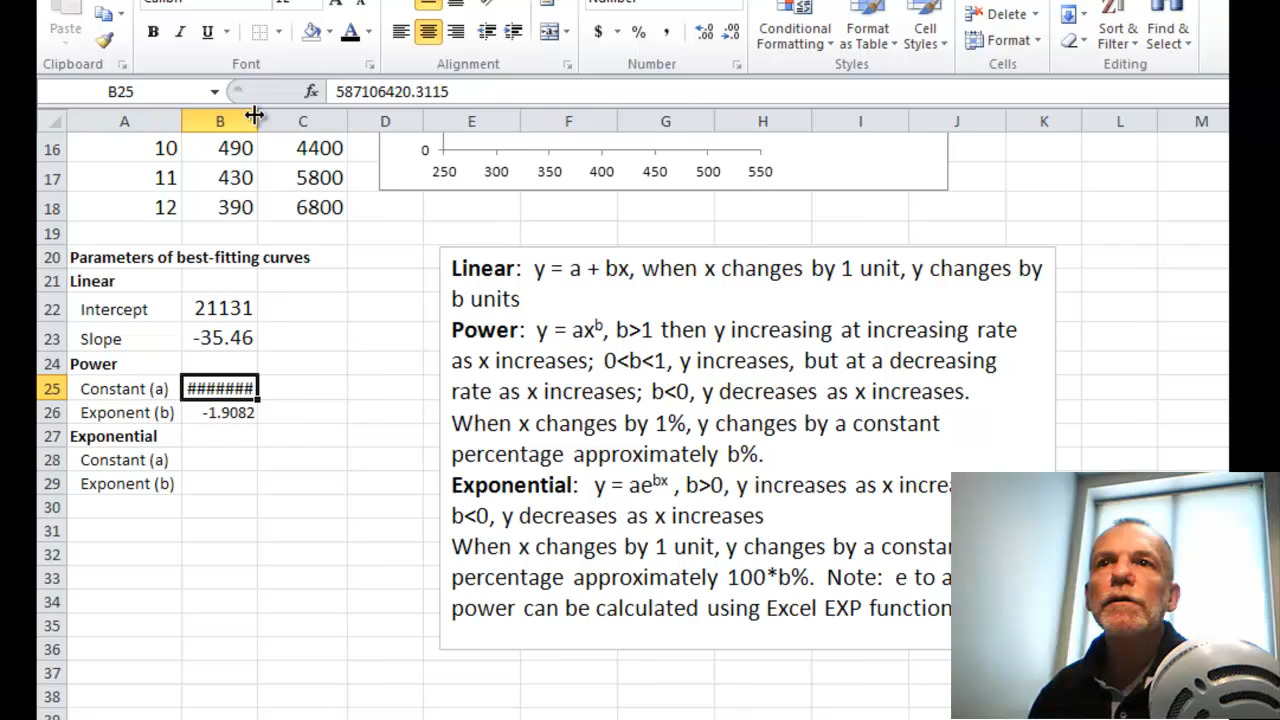 Calibri
12
Number
Paste
B I U
A
$ % ,
Conditional Formatting
Format as Table
Cell Styles
Delete
Format
Sort & Filter
Find & Select
Clipboard
Font
Alignment
Number
Styles
Cells
Editing
B25
fx
587106420.3115
A B C D E F G H I J K L M
16 10 490 4400
17 11 430 5800
18 12 390 6800
0
250 300 350 400 450 500 550
19
20 Parameters of best-fitting curves
21 Linear
22 Intercept 21131
23 Slope -35.46
24 Power
25 Constant (a) #######
26 Exponent (b) -1.9082
27 Exponential
28 Constant (a)
29 Exponent (b)
30
31
32
33
34
35
36
37
38
Linear: y = a + bx, when x changes by 1 unit, y changes by
b units
Power: y = axᵇ, b>1 then y increasing at increasing rate
as x increases; 0<b<1, y increases, but at a decreasing
rate as x increases; b<0, y decreases as x increases.
When x changes by 1%, y changes by a constant
percentage approximately b%.
Exponential: y = aeᵇˣ , b>0, y increases as x
b<0, y decreases as x increases
When x changes by 1 unit, y changes by a
percentage approximately 100*b%. Note: e to a
power can be calculated using Excel EXP function